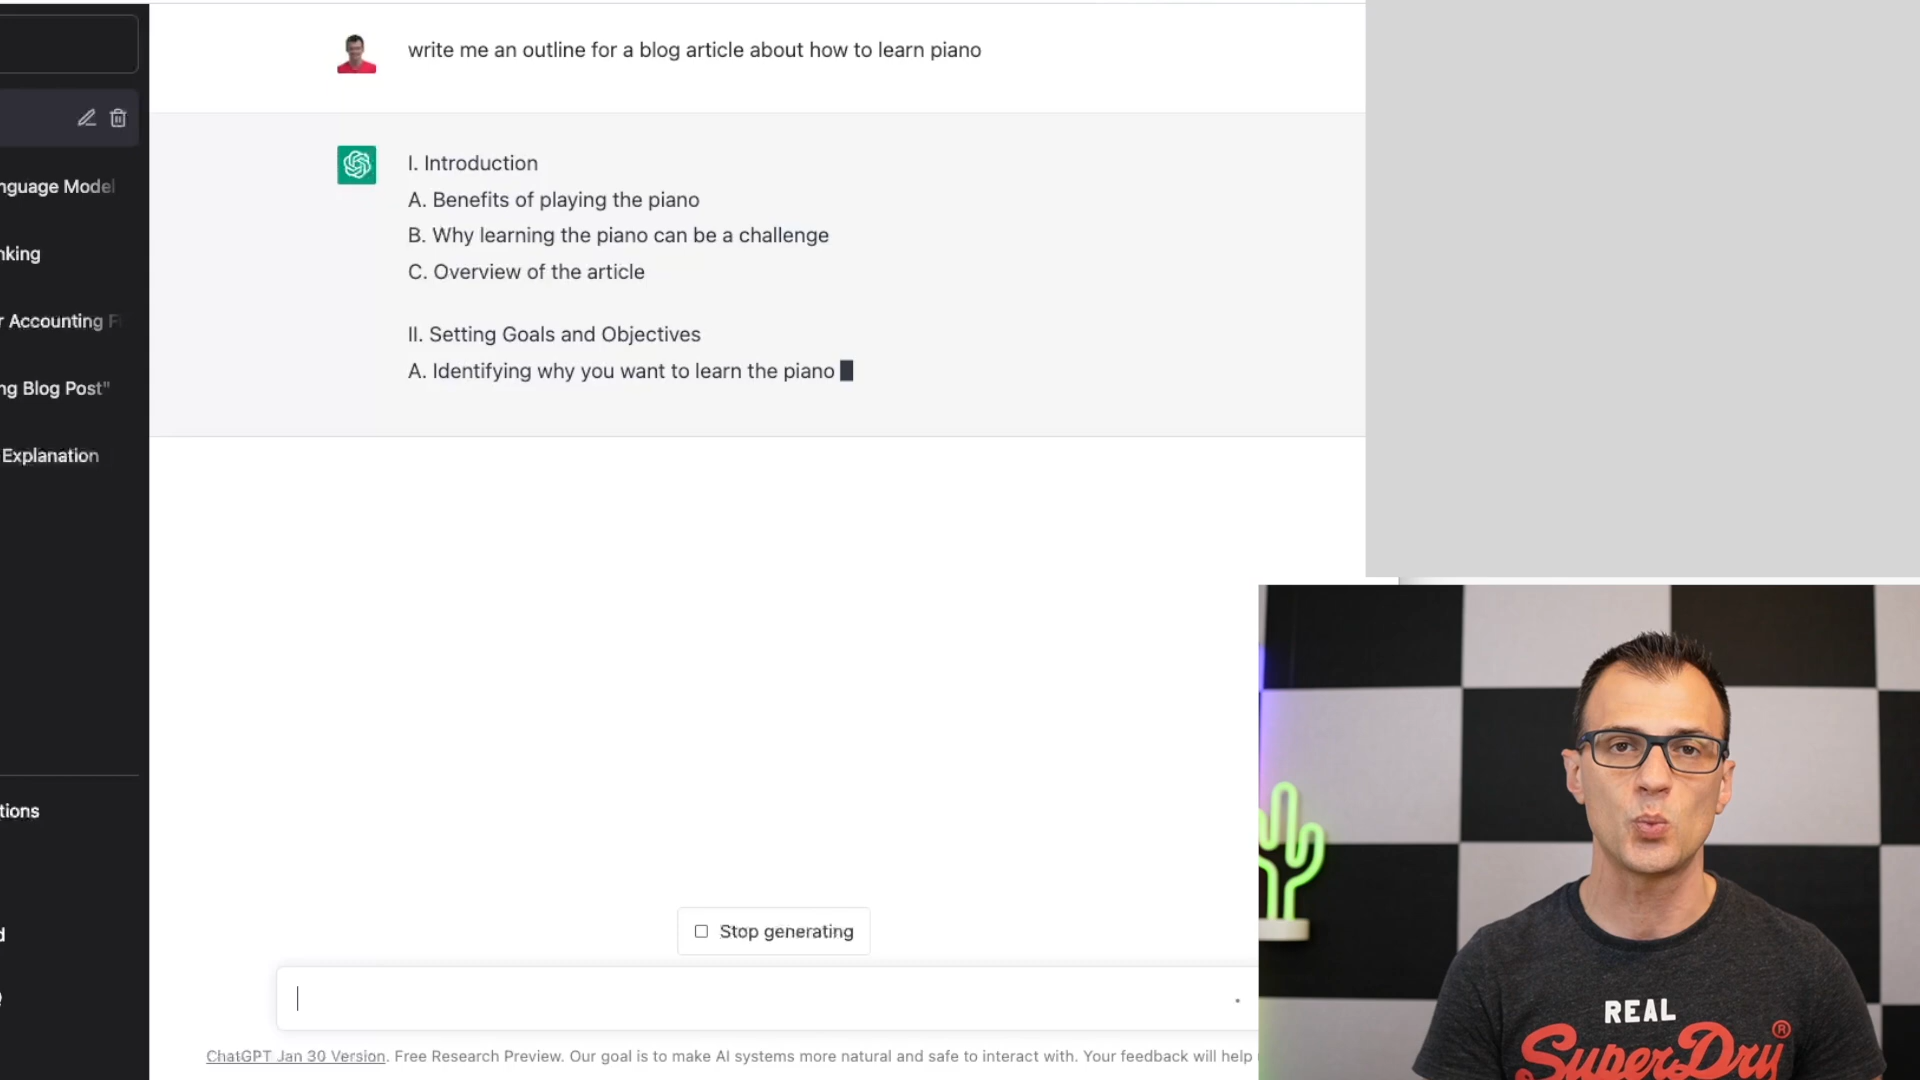 write me an outline for a blog article about how to learn piano
I. Introduction
A. Benefits of playing the piano
B. Why learning the piano can be a challenge
C. Overview of the article
II. Setting Goals and Objectives
A. Identifying why you want to learn the piano
nguage Model
nking
r Accounting F
ng Blog Post"
Explanation
tions
d
Stop generating
ChatGPT Jan 30 Version. Free Research Preview. Our goal is to make AI systems more natural and safe to interact with. Your feedback will help
REAL
SuperDry®